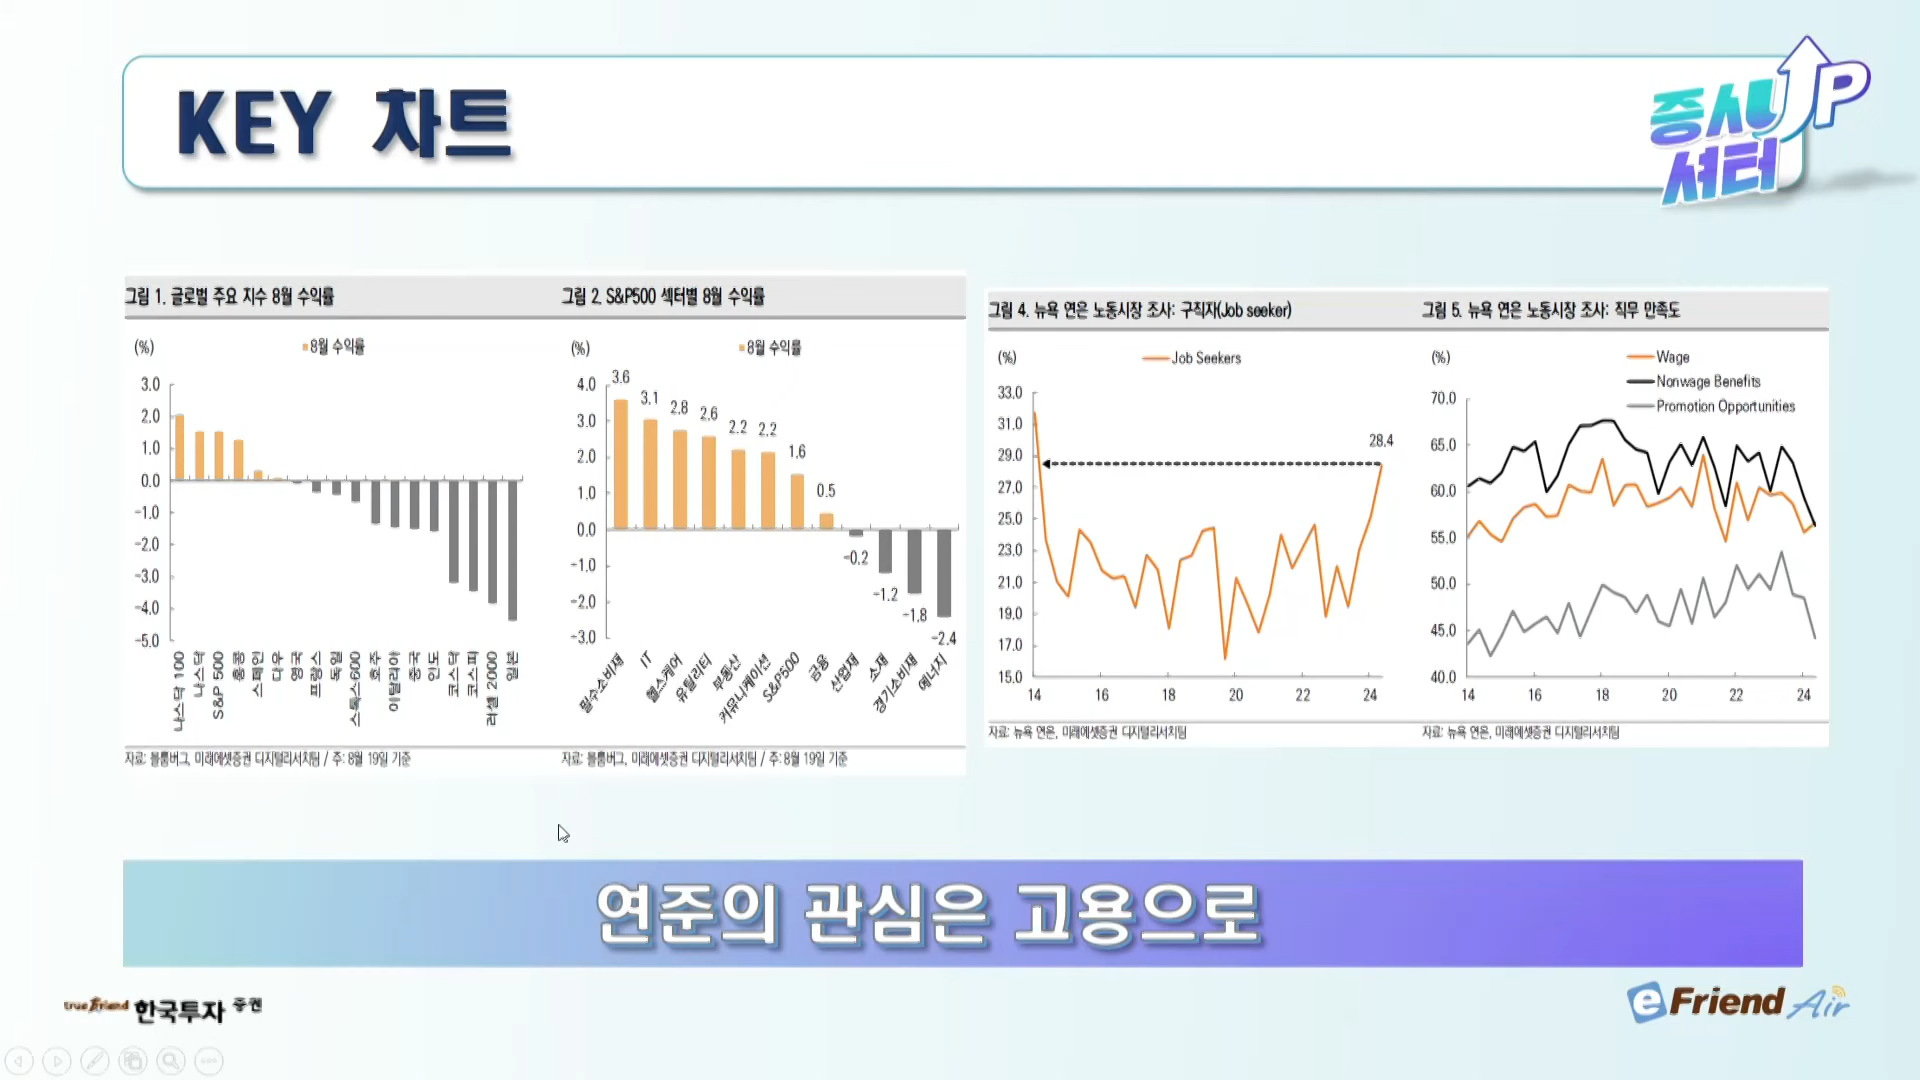 KEY 차트
증시 UP
셔터
그림 1. 글로벌 주요 지수 8월 수익률
(%)
8월 수익률
3.0
2.0
1.0
0.0
-1.0
-2.0
-3.0
-4.0
-5.0
나스닥 100
나스닥
S&P 500
홍콩
스페인
다우
영국
프랑스
독일
스톡스600
호주
이탈리아
중국
인도
코스닥
코스피
러셀 2000
일본
자료: 블룸버그, 미래에셋증권 디지털리서치팀 / 주: 8월 19일 기준
그림 2. S&P500 섹터별 8월 수익률
(%)
8월 수익률
4.0
3.0
2.0
1.0
0.0
-1.0
-2.0
-3.0
3.6
3.1
2.8
2.6
2.2
2.2
1.6
0.5
-0.2
-1.2
-1.8
-2.4
필수소비재
IT
헬스케어
유틸리티
부동산
커뮤니케이션
S&P500
금융
산업재
소재
경기소비재
에너지
자료: 블룸버그, 미래에셋증권 디지털리서치팀 / 주: 8월 19일 기준
그림 4. 뉴욕 연은 노동시장 조사: 구직자(Job seeker)
(%)
Job Seekers
33.0
31.0
29.0
27.0
25.0
23.0
21.0
19.0
17.0
15.0
28.4
14 16 18 20 22 24
자료: 뉴욕 연은, 미래에셋증권 디지털리서치팀
그림 5. 뉴욕 연은 노동시장 조사: 직무 만족도
(%)
Wage
Nonwage Benefits
Promotion Opportunities
70.0
65.0
60.0
55.0
50.0
45.0
40.0
14 16 18 20 22 24
자료: 뉴욕 연은, 미래에셋증권 디지털리서치팀
연준의 관심은 고용으로
true friend 한국투자 증권
e Friend Air